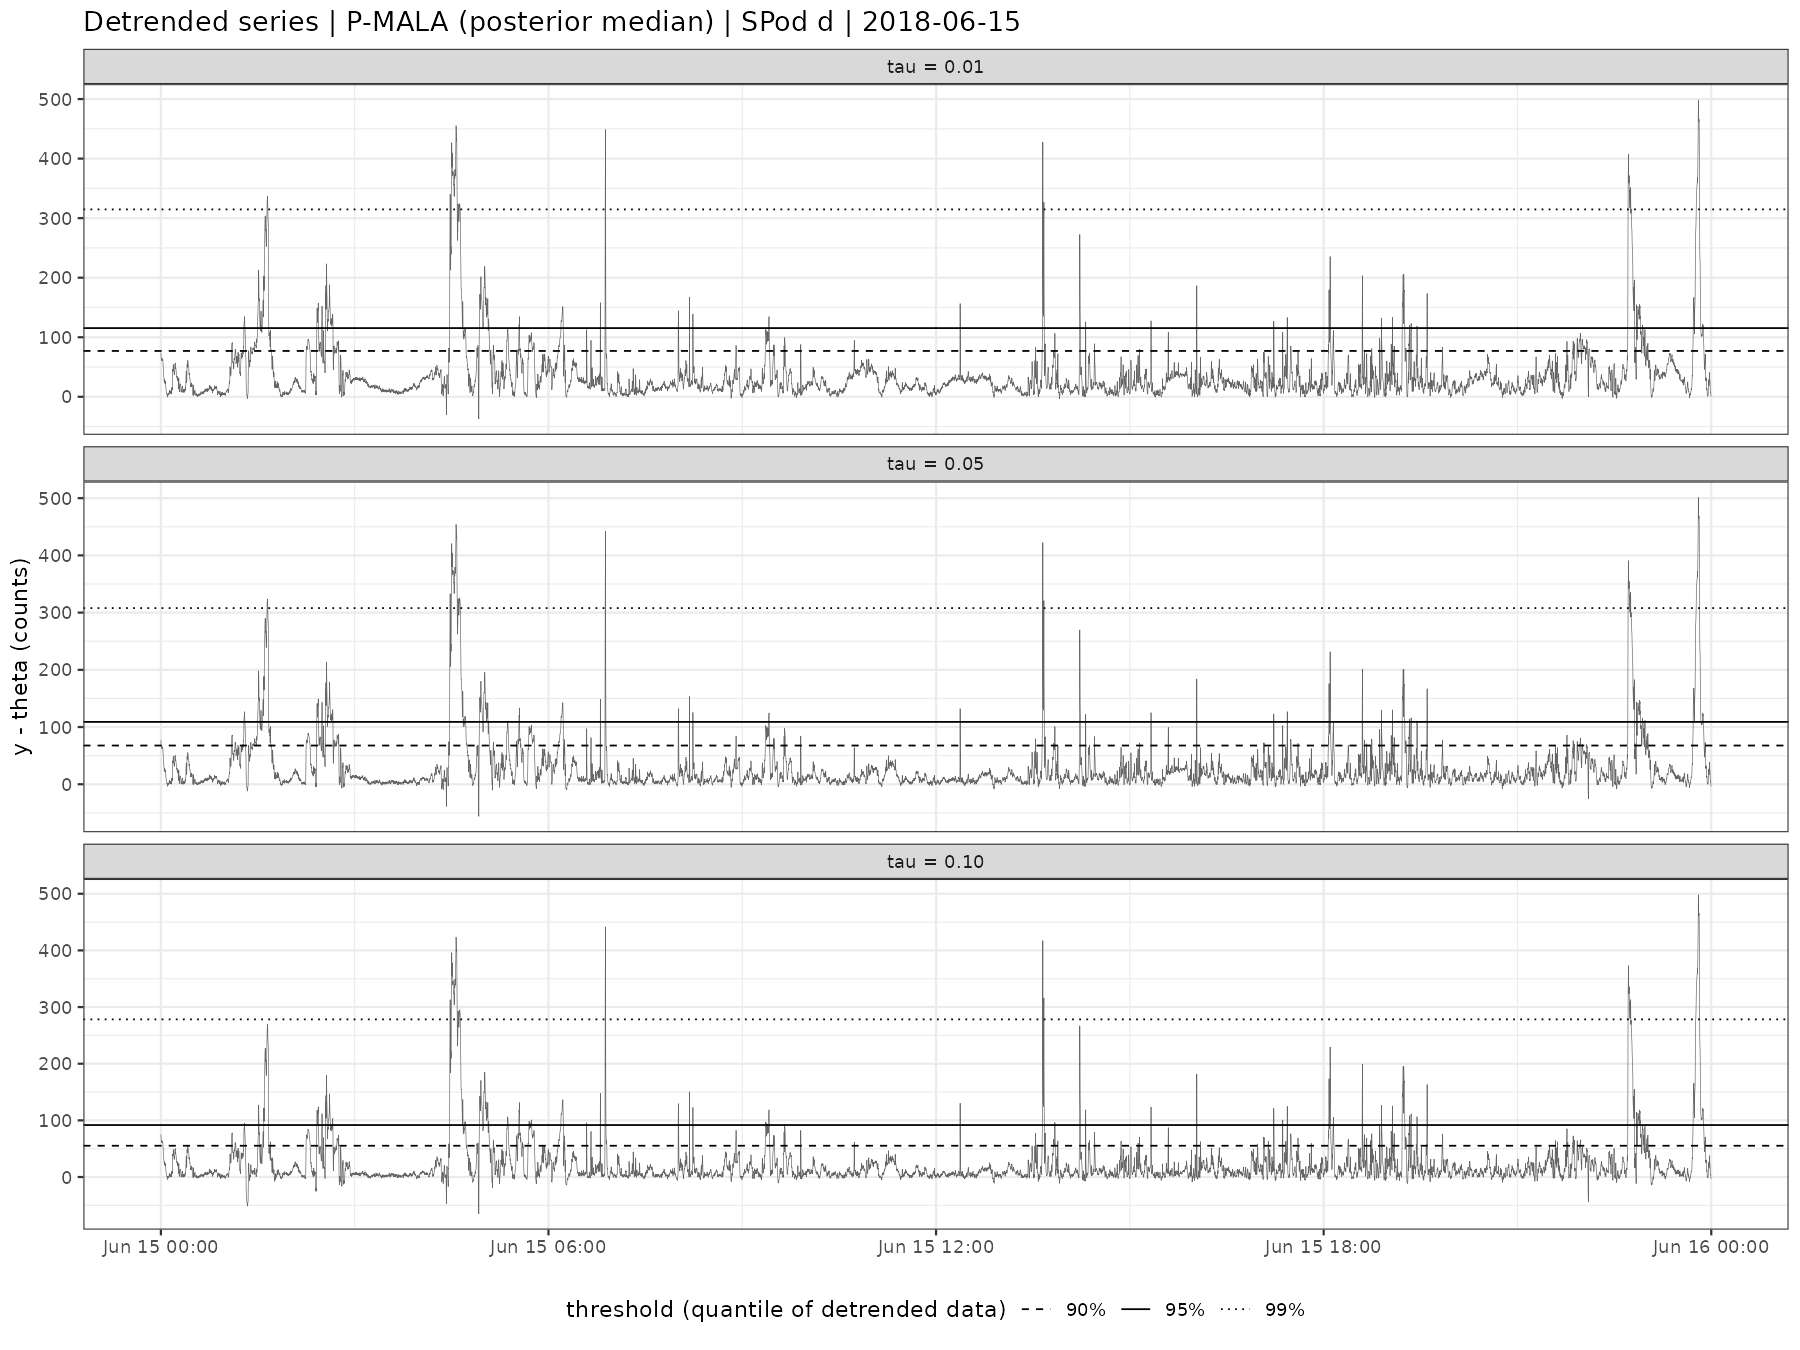 Detrended series | P-MALA (posterior median) | SPod d | 2018-06-15
tau = 0.01
500
400
300
200
100
0
tau = 0.05
500
400
300
200
100
0
y - theta (counts)
tau = 0.10
500
400
300
200
100
0
Jun 15 00:00 Jun 15 06:00 Jun 15 12:00 Jun 15 18:00 Jun 16 00:00
threshold (quantile of detrended data) 90% 95% 99%